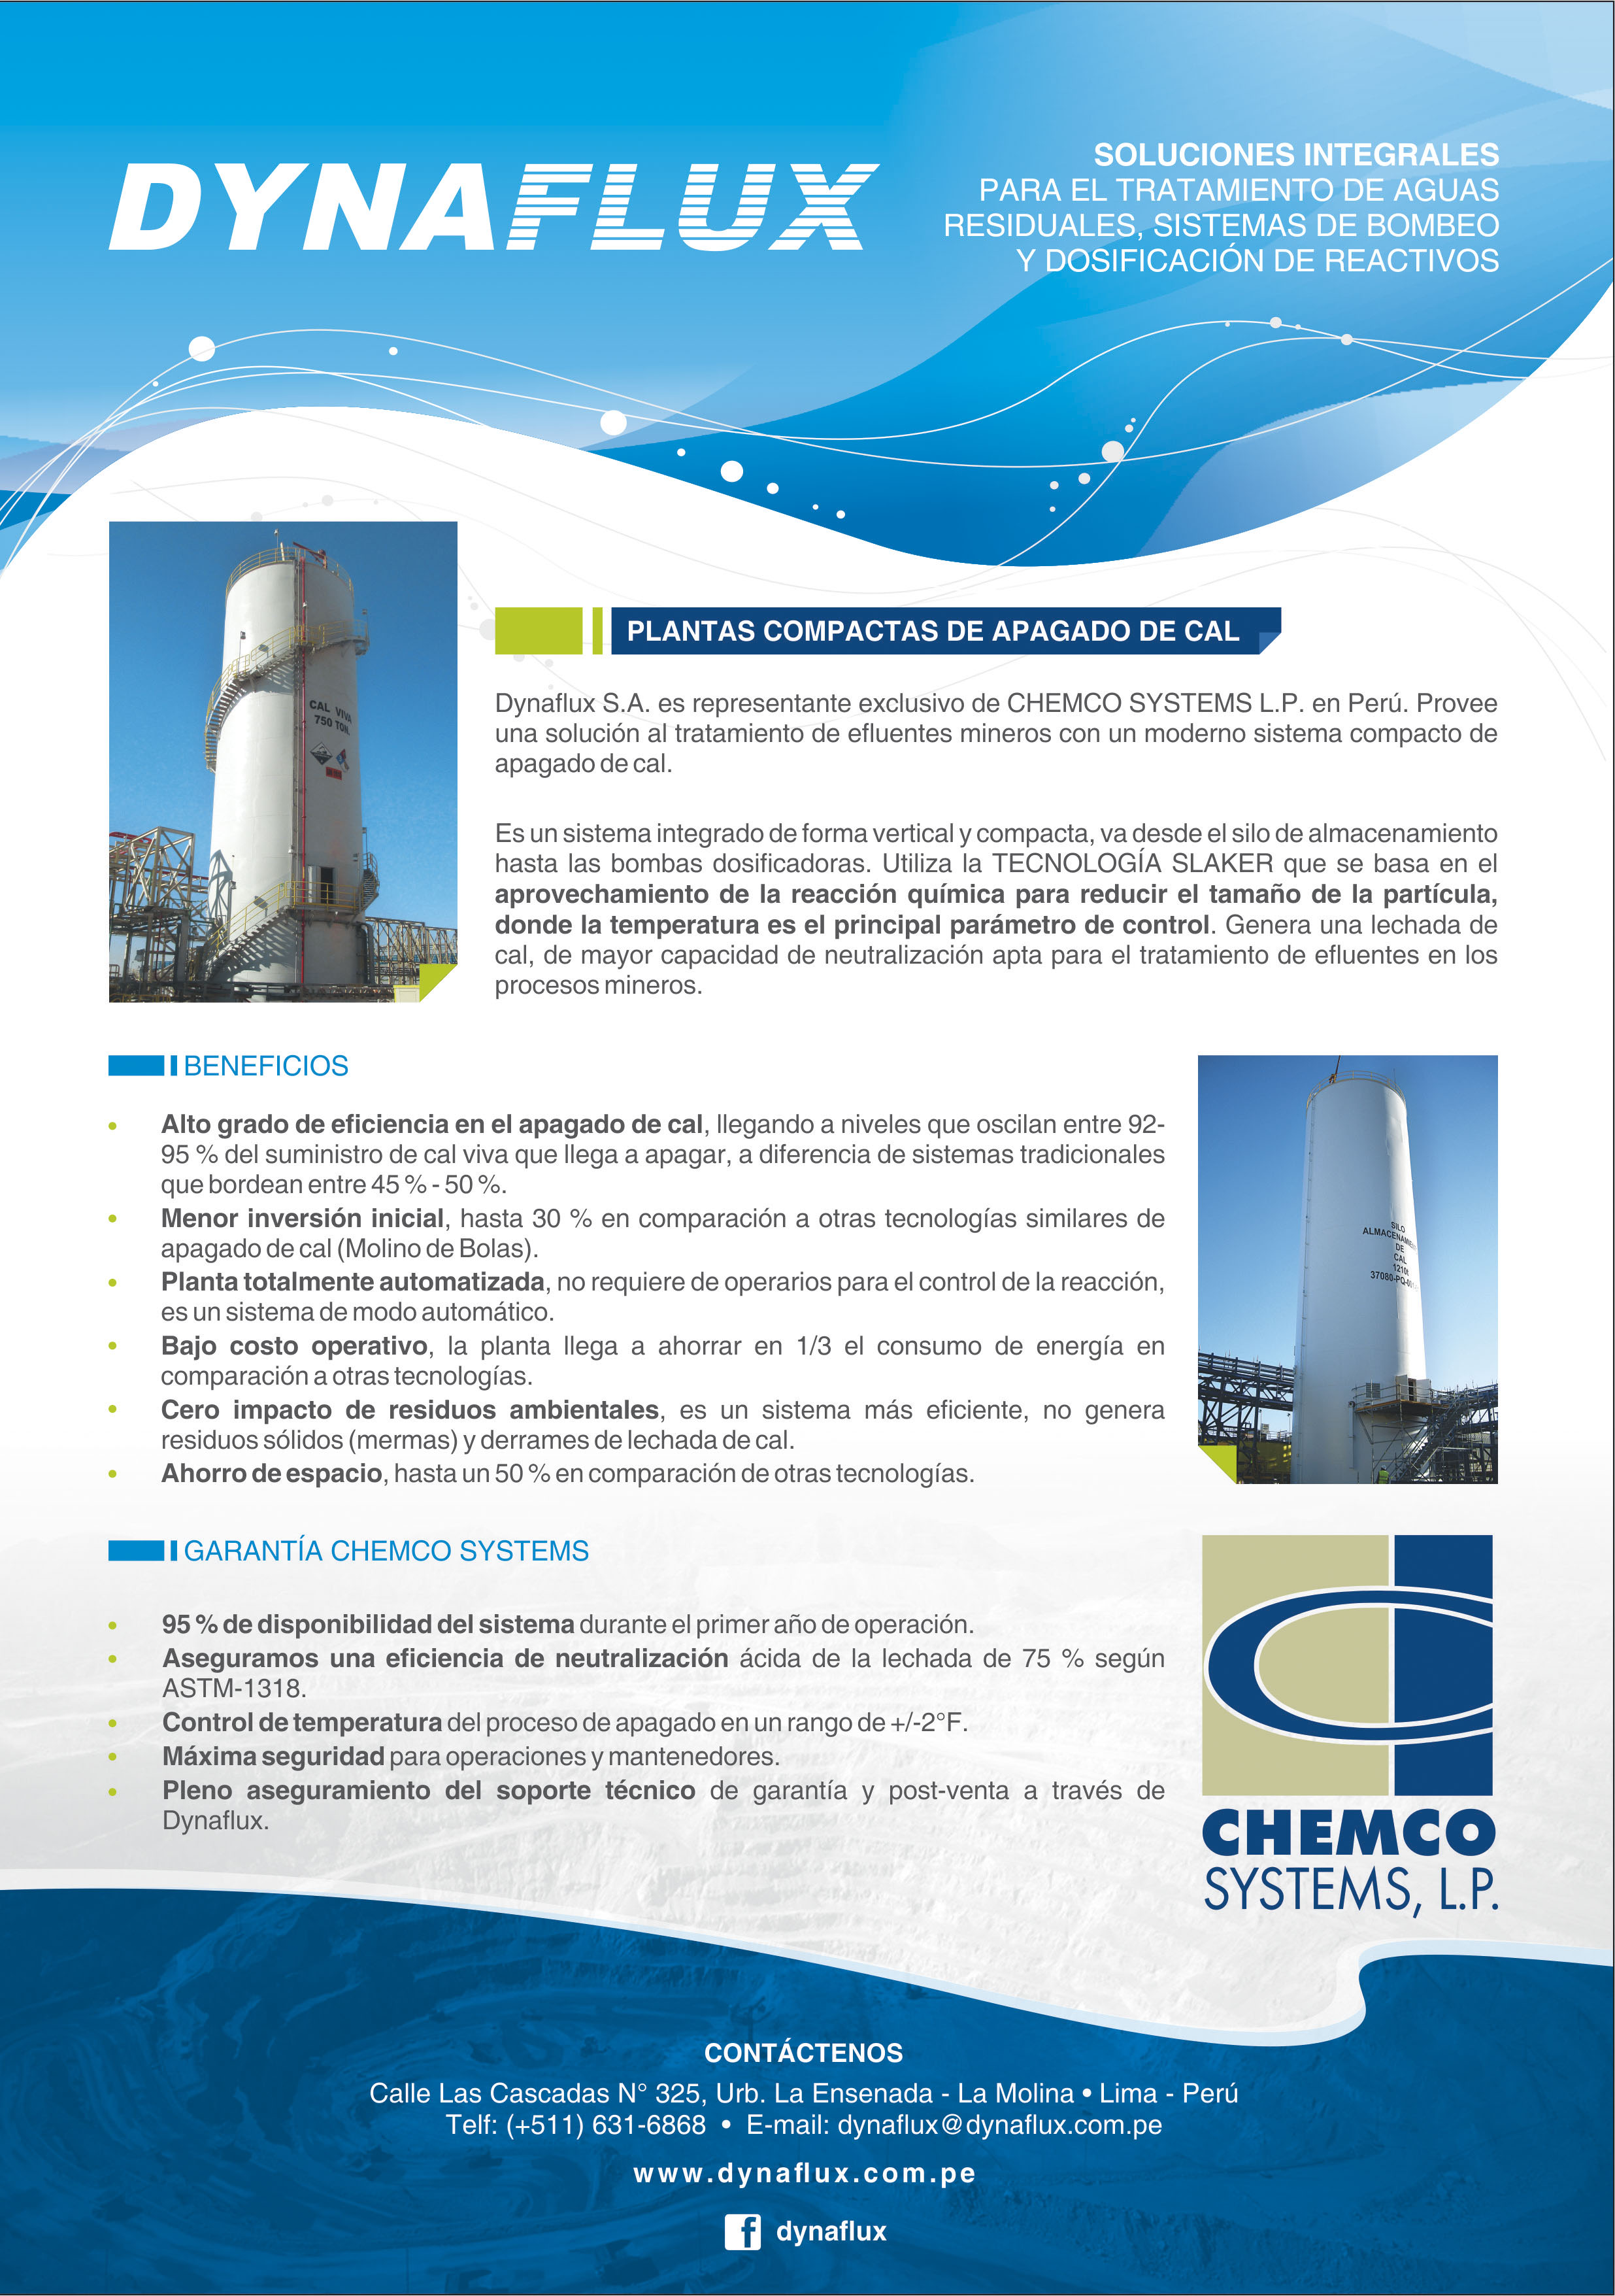 DYNAFLUX
SOLUCIONES INTEGRALES
PARA EL TRATAMIENTO DE AGUAS
RESIDUALES, SISTEMAS DE BOMBEO
Y DOSIFICACIÓN DE REACTIVOS
CAL VIVA
750 TON.
PLANTAS COMPACTAS DE APAGADO DE CAL
Dynaflux S.A. es representante exclusivo de CHEMCO SYSTEMS L.P. en Perú. Provee
una solución al tratamiento de efluentes mineros con un moderno sistema compacto de
apagado de cal.
Es un sistema integrado de forma vertical y compacta, va desde el silo de almacenamiento
hasta las bombas dosificadoras. Utiliza la TECNOLOGÍA SLAKER que se basa en el
aprovechamiento de la reacción química para reducir el tamaño de la partícula,
donde la temperatura es el principal parámetro de control. Genera una lechada de
cal, de mayor capacidad de neutralización apta para el tratamiento de efluentes en los
procesos mineros.
BENEFICIOS
• Alto grado de eficiencia en el apagado de cal, llegando a niveles que oscilan entre 92-
95 % del suministro de cal viva que llega a apagar, a diferencia de sistemas tradicionales
que bordean entre 45 % - 50 %.
• Menor inversión inicial, hasta 30 % en comparación a otras tecnologías similares de
apagado de cal (Molino de Bolas).
• Planta totalmente automatizada, no requiere de operarios para el control de la reacción,
es un sistema de modo automático.
• Bajo costo operativo, la planta llega a ahorrar en 1/3 el consumo de energía en
comparación a otras tecnologías.
• Cero impacto de residuos ambientales, es un sistema más eficiente, no genera
residuos sólidos (mermas) y derrames de lechada de cal.
• Ahorro de espacio, hasta un 50 % en comparación de otras tecnologías.
SILO
DE
CAL
GARANTÍA CHEMCO SYSTEMS
• 95 % de disponibilidad del sistema durante el primer año de operación.
• Aseguramos una eficiencia de neutralización ácida de la lechada de 75 % según
ASTM-1318.
• Control de temperatura del proceso de apagado en un rango de +/-2°F.
• Máxima seguridad para operaciones y mantenedores.
• Pleno aseguramiento del soporte técnico de garantía y post-venta a través de
Dynaflux.
CHEMCO
SYSTEMS, L.P.
CONTÁCTENOS
Calle Las Cascadas N° 325, Urb. La Ensenada - La Molina • Lima - Perú
Telf: (+511) 631-6868 • E-mail: dynaflux@dynaflux.com.pe
www.dynaflux.com.pe
dynaflux